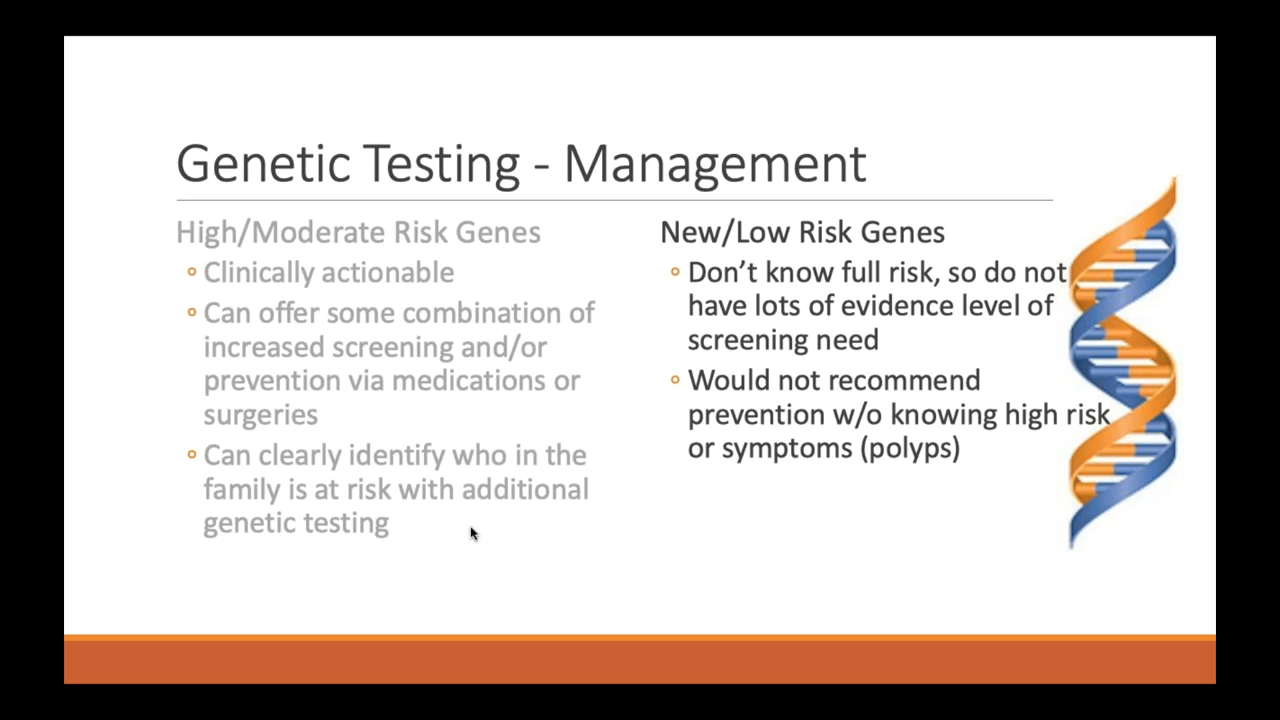 Genetic Testing - Management
High/Moderate Risk Genes
Clinically actionable
Can offer some combination of
increased screening and/or
prevention via medications or
surgeries
Can clearly identify who in the
family is at risk with additional
genetic testing
New/Low Risk Genes
Don’t know full risk, so do not
have lots of evidence level of
screening need
Would not recommend
prevention w/o knowing high risk
or symptoms (polyps)